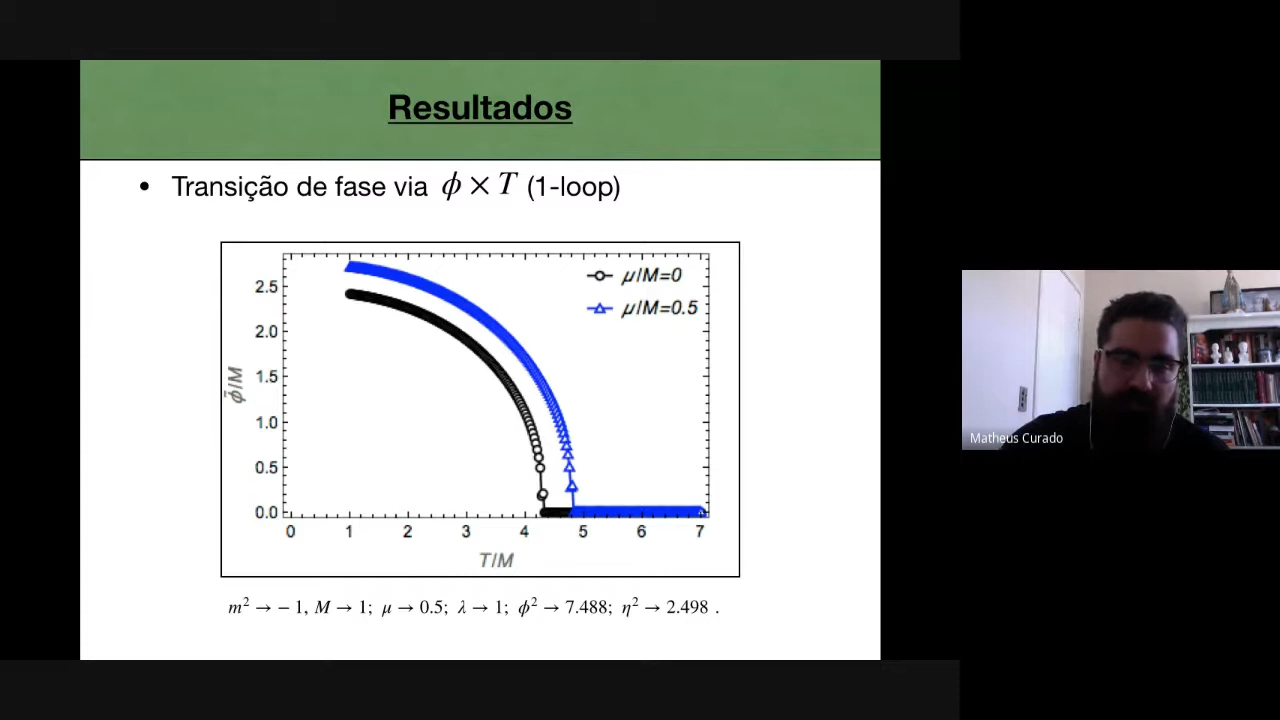 Resultados
• Transição de fase via ϕ × T (1-loop)
μ/M=0
μ/M=0.5
2.5
2.0
1.5
1.0
0.5
0.0
ϕ̄/M
0 1 2 3 4 5 6 7
T/M
m² → − 1, M → 1; μ → 0.5; λ → 1; ϕ² → 7.488; η² → 2.498 .
Matheus Curado